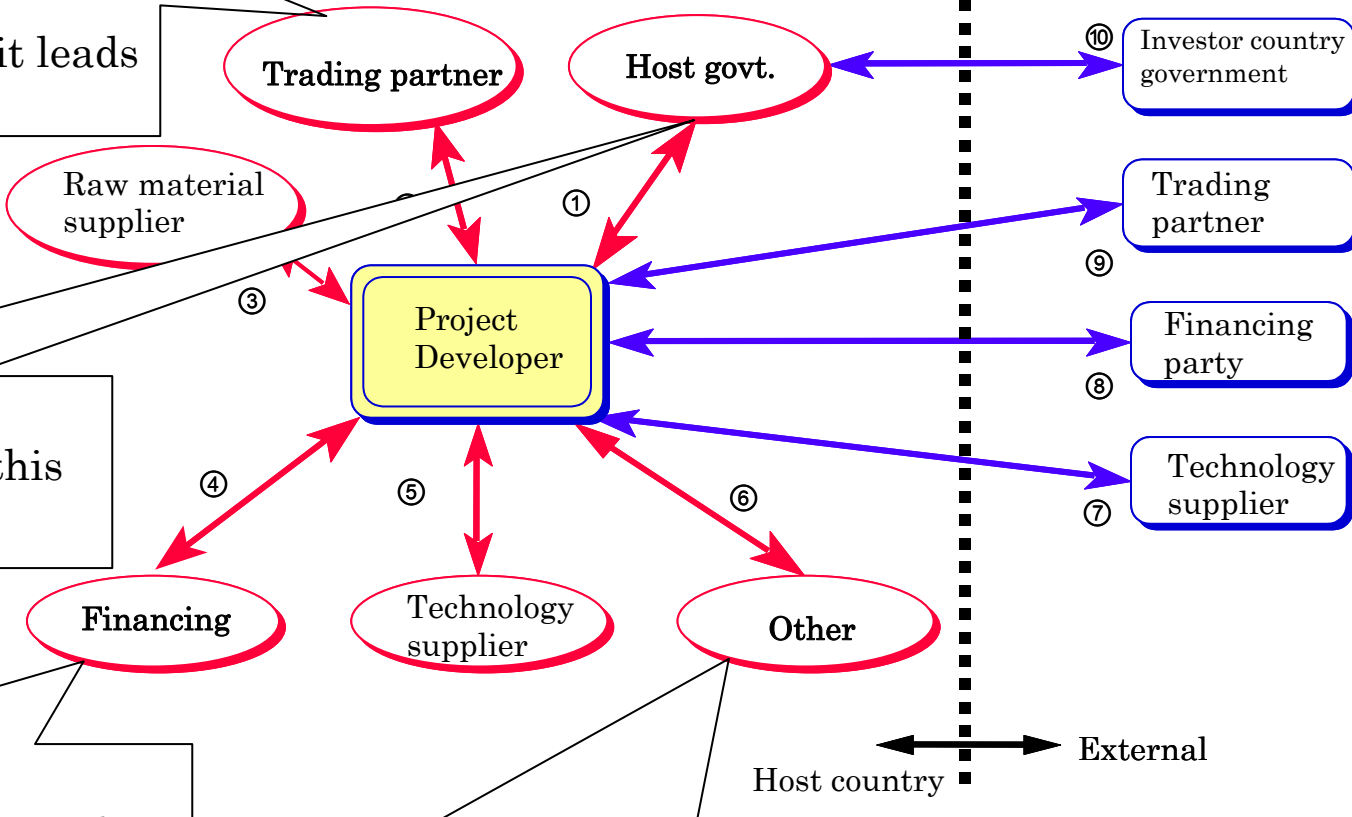 it leads
Trading partner
Host govt.
⑩
Investor country
government
Raw material
supplier
①
Trading
partner
⑨
③
Project
Developer
Financing
party
⑧
this
④
⑤
⑥
Technology
supplier
⑦
Financing
Technology
supplier
Other
External
Host country